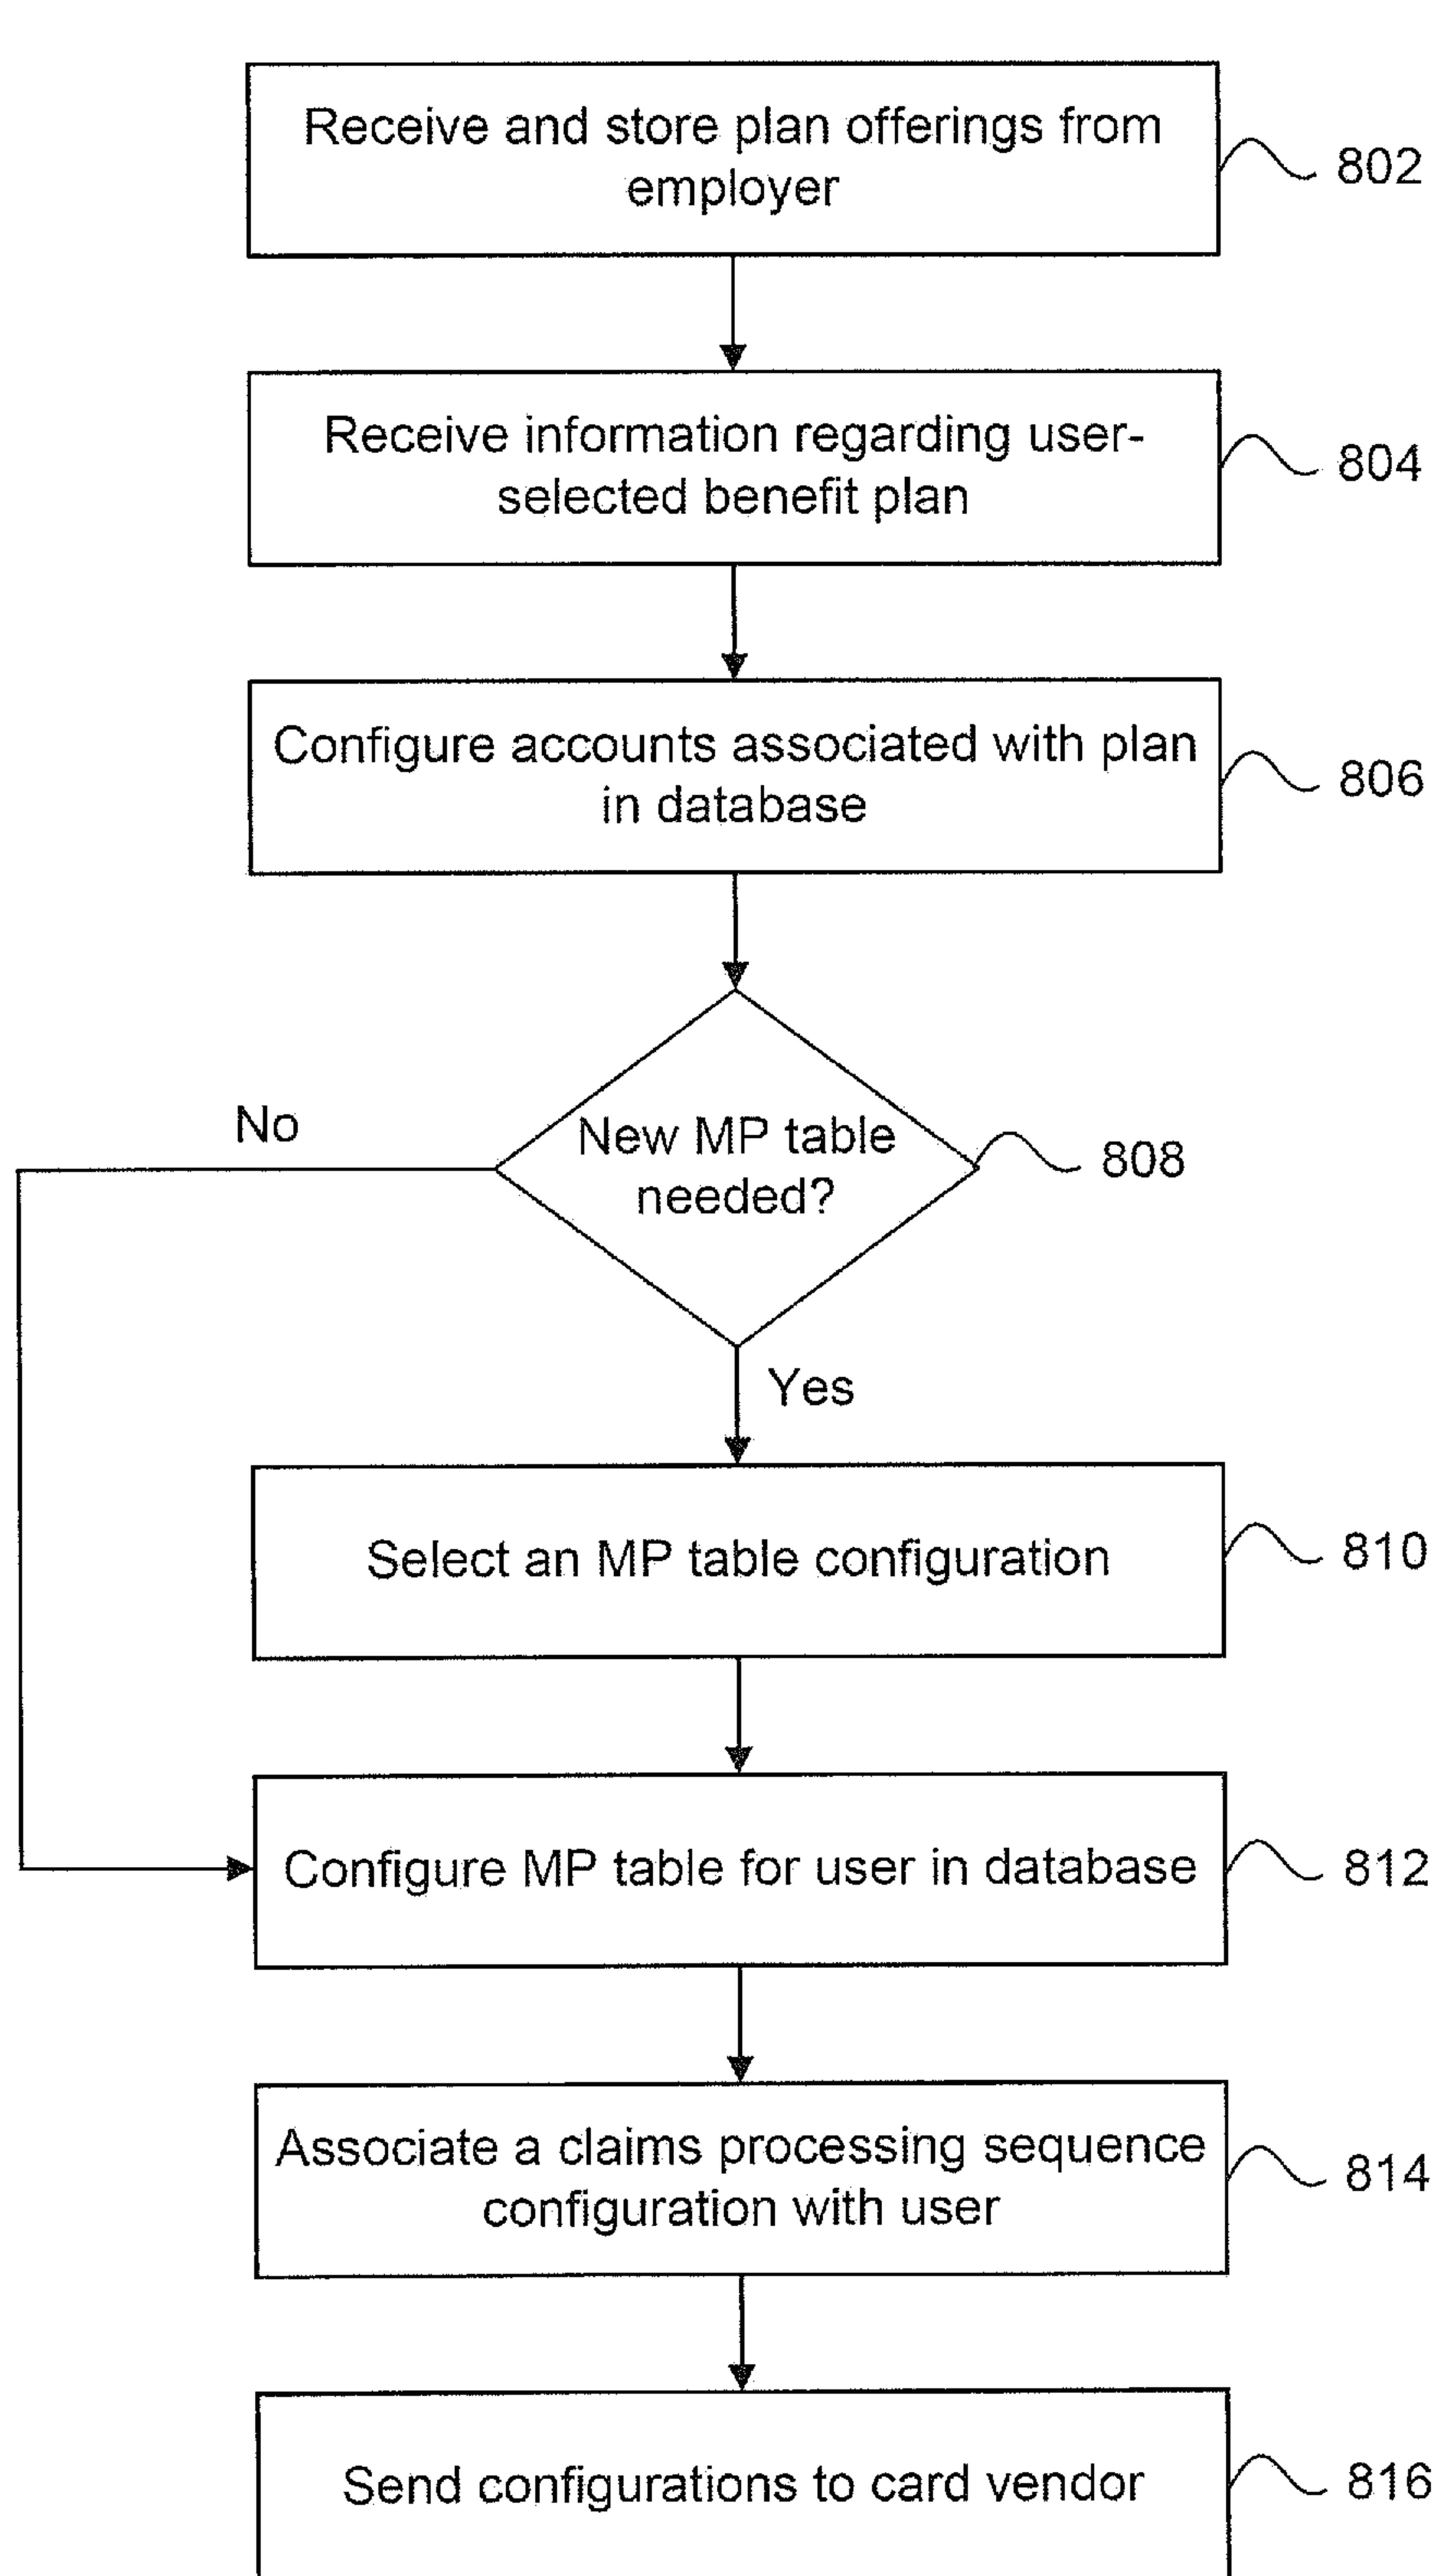 Receive and store plan offerings from
employer
802
Receive information regarding user-
selected benefit plan
804
Configure accounts associated with plan
in database
806
No
New MP table
needed?
808
Yes
Select an MP table configuration
810
Configure MP table for user in database
812
Associate a claims processing sequence
configuration with user
814
Send configurations to card vendor
816